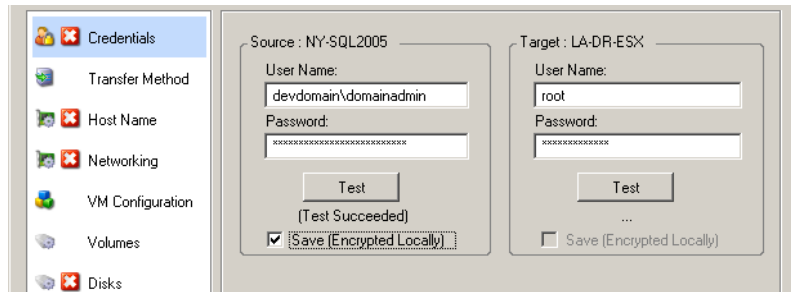 Credentials
Transfer Method
Host Name
Networking
VM Configuration
Volumes
Disks
Source : NY-SQL2005
User Name:
devdomain\domainadmin
Password:
**************************
Test
(Test Succeeded)
Save (Encrypted Locally)
Target : LA-DR-ESX
User Name:
root
Password:
*************
Test
...
Save (Encrypted Locally)